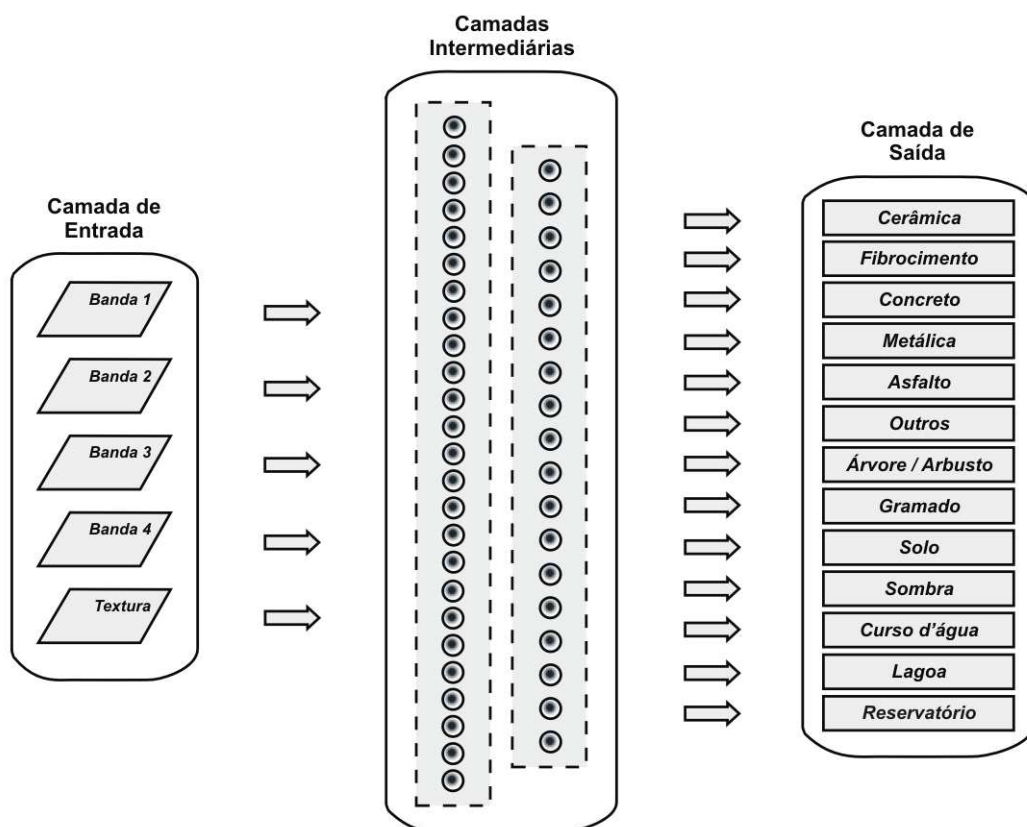 Camadas
Intermediárias
Camada de
Saída
Camada de
Entrada
Banda 1
Banda 2
Banda 3
Banda 4
Textura
Cerâmica
Fibrocimento
Concreto
Metálica
Asfalto
Outros
Árvore / Arbusto
Gramado
Solo
Sombra
Curso d'água
Lagoa
Reservatório